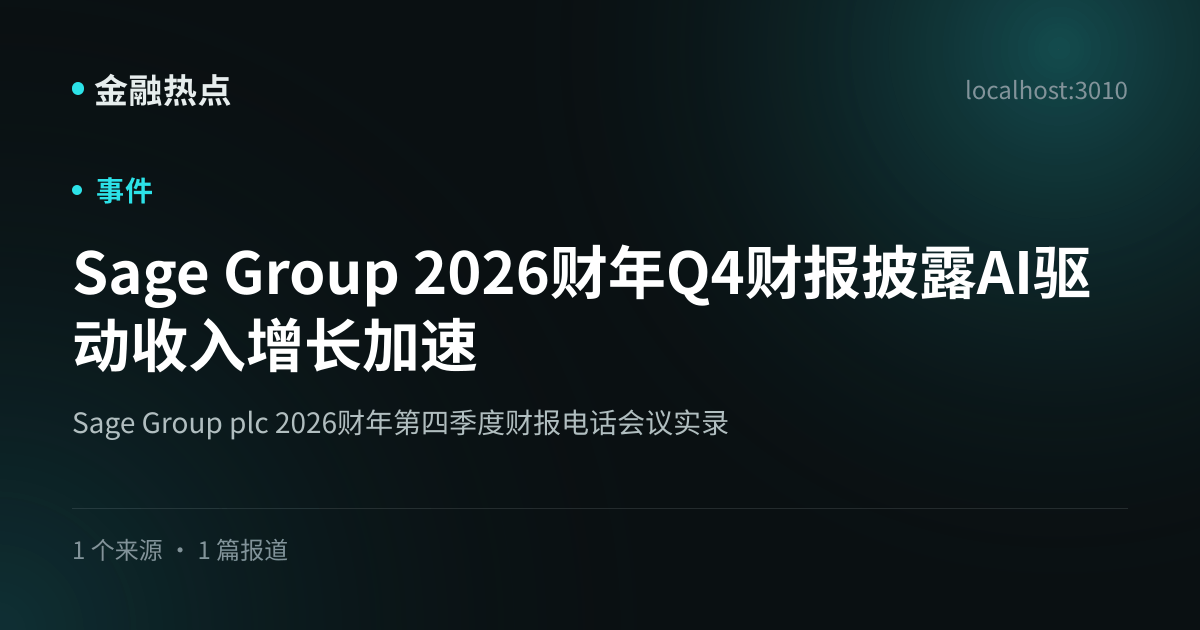 金融热点
localhost:3010
事件
Sage Group 2026财年Q4财报披露AI驱
动收入增长加速
Sage Group plc 2026财年第四季度财报电话会议实录
1 个来源 · 1 篇报道